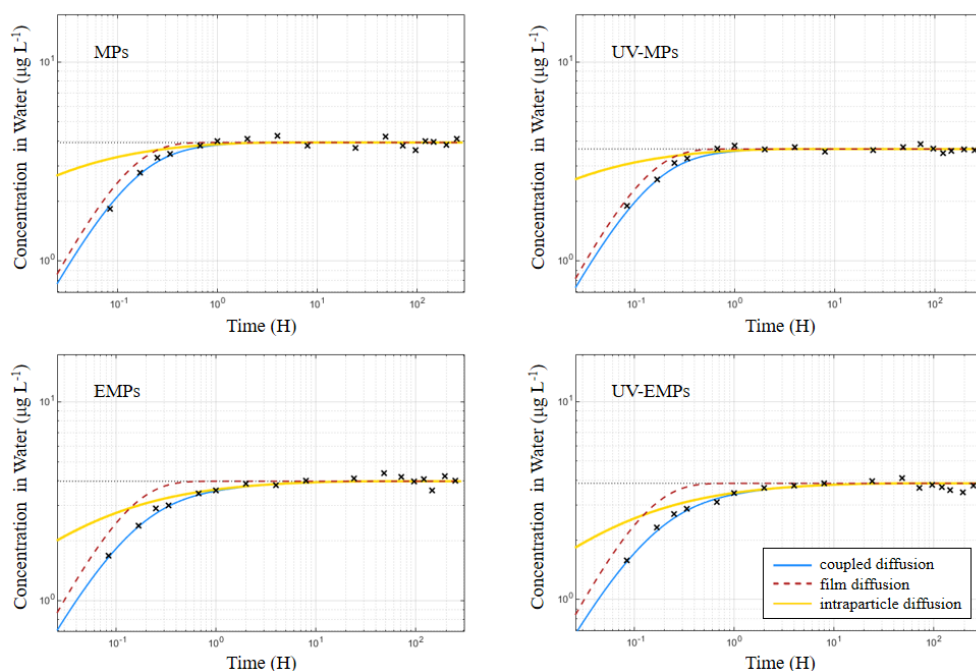 MPs
Concentration in Water (µg L⁻¹)
10¹
10⁰
10⁻¹
10⁰
10¹
10²
Time (H)
UV-MPs
Concentration in Water (µg L⁻¹)
10¹
10⁰
10⁻¹
10⁰
10¹
10²
Time (H)
EMPs
Concentration in Water (µg L⁻¹)
10¹
10⁰
10⁻¹
10⁰
10¹
10²
Time (H)
UV-EMPs
Concentration in Water (µg L⁻¹)
10¹
10⁰
10⁻¹
10⁰
10¹
10²
Time (H)
coupled diffusion
film diffusion
intraparticle diffusion